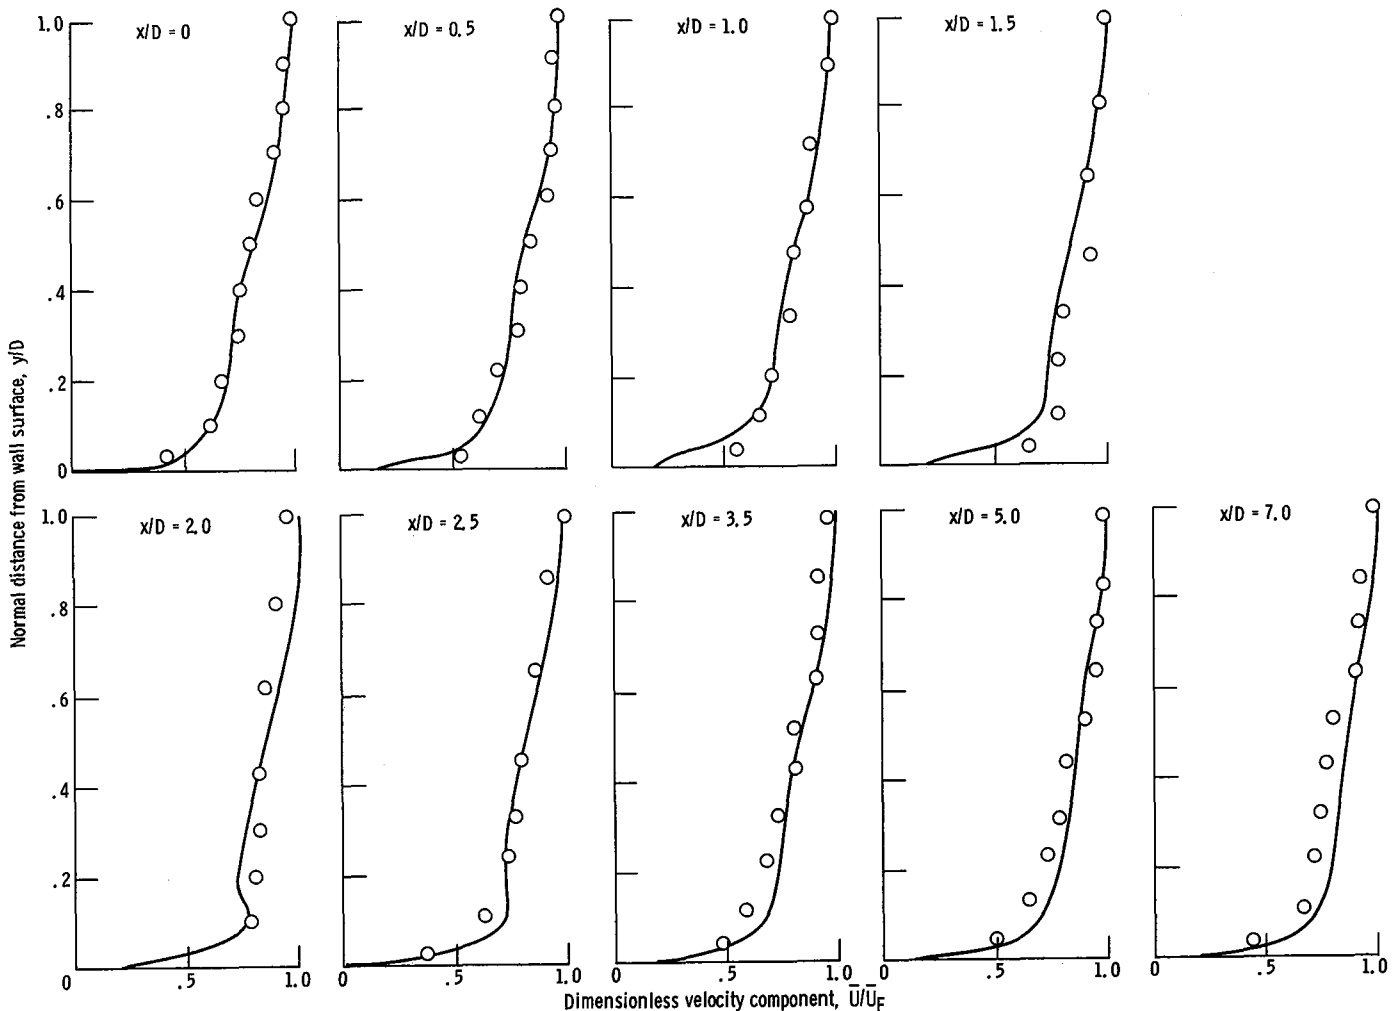 x/D = 0
x/D = 0.5
x/D = 1.0
x/D = 1.5
1.0
.8
.6
.4
.2
0
Normal distance from wall surface, y/D
x/D = 2.0
x/D = 2.5
x/D = 3.5
x/D = 5.0
x/D = 7.0
1.0
.8
.6
.4
.2
0 .5 1.0 0 .5 1.0 0 .5 1.0 0 .5 1.0 0 .5 1.0
Dimensionless velocity component, U̅/U̅F